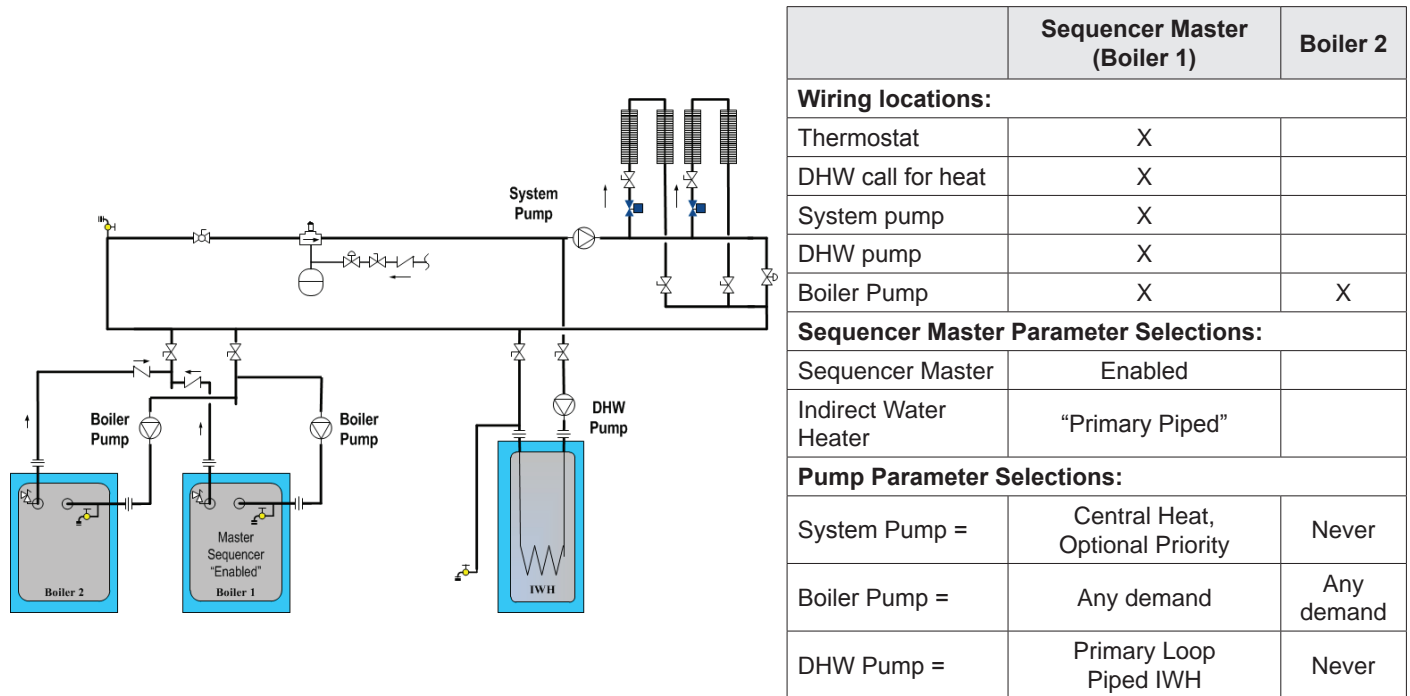 System
Pump
Boiler
Pump
Boiler
Pump
DHW
Pump
Master
Sequencer
"Enabled"
Boiler 2
Boiler 1
IWH
Sequencer Master
(Boiler 1)
Boiler 2
Wiring locations:
Thermostat X
DHW call for heat X
System pump X
DHW pump X
Boiler Pump X X
Sequencer Master Parameter Selections:
Sequencer Master Enabled
Indirect Water
Heater
“Primary Piped”
Pump Parameter Selections:
System Pump =
Central Heat,
Optional Priority
Never
Boiler Pump =
Any demand
Any
demand
DHW Pump =
Primary Loop
Piped IWH
Never